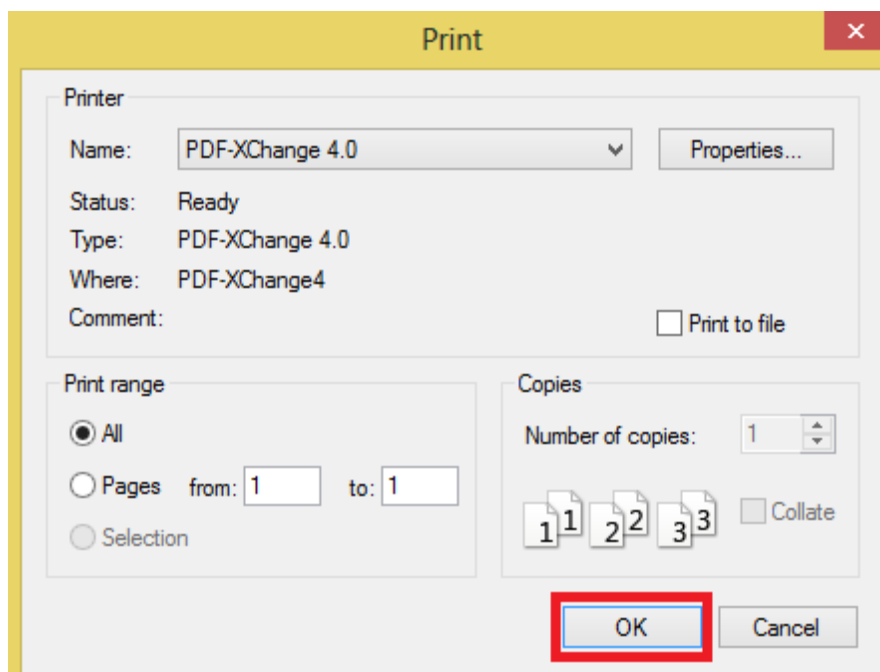 Print
Printer
Name: PDF-XChange 4.0 Properties...
Status: Ready
Type: PDF-XChange 4.0
Where: PDF-XChange4
Comment: Print to file
Print range
All
Pages from: 1 to: 1
Selection
Copies
Number of copies: 1
1 1 2 2 3 3 Collate
OK Cancel